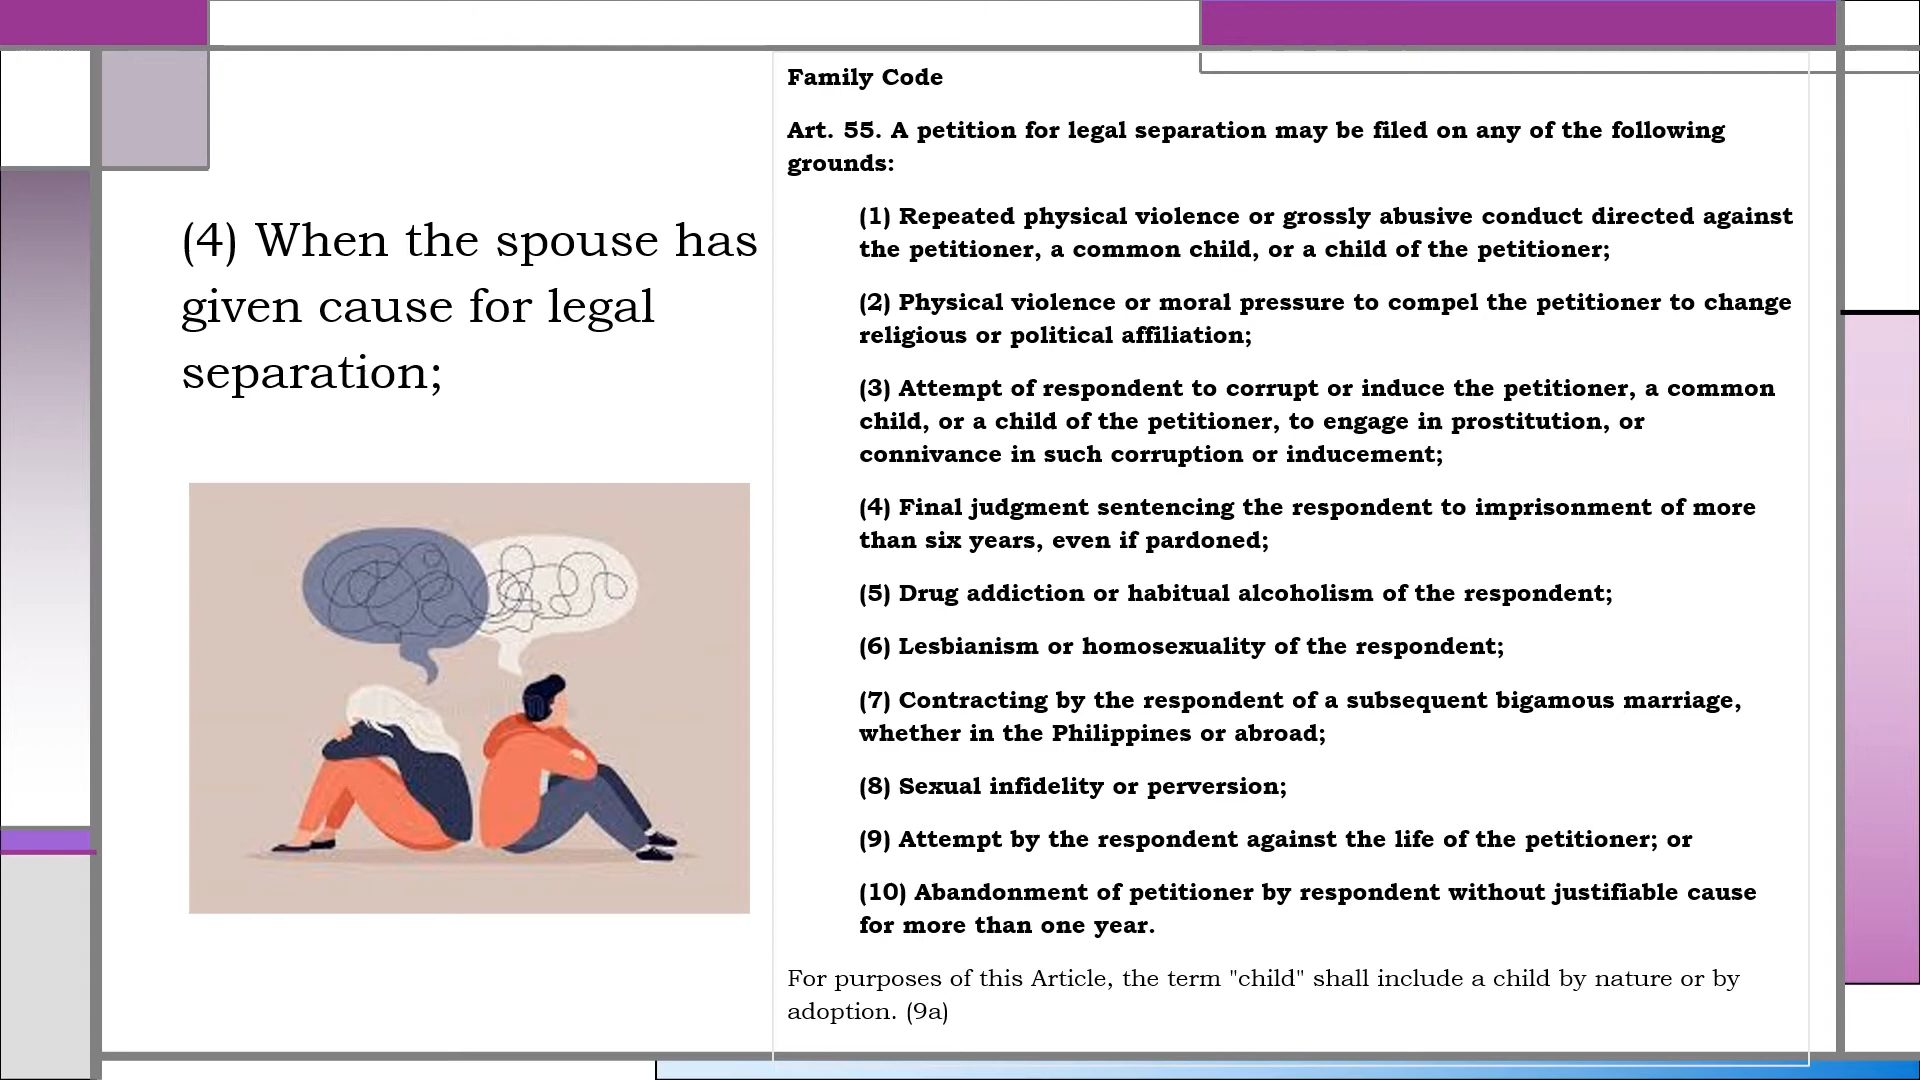 (4) When the spouse has
given cause for legal
separation;
Family Code
Art. 55. A petition for legal separation may be filed on any of the following
grounds:
(1) Repeated physical violence or grossly abusive conduct directed against
the petitioner, a common child, or a child of the petitioner;
(2) Physical violence or moral pressure to compel the petitioner to change
religious or political affiliation;
(3) Attempt of respondent to corrupt or induce the petitioner, a common
child, or a child of the petitioner, to engage in prostitution, or
connivance in such corruption or inducement;
(4) Final judgment sentencing the respondent to imprisonment of more
than six years, even if pardoned;
(5) Drug addiction or habitual alcoholism of the respondent;
(6) Lesbianism or homosexuality of the respondent;
(7) Contracting by the respondent of a subsequent bigamous marriage,
whether in the Philippines or abroad;
(8) Sexual infidelity or perversion;
(9) Attempt by the respondent against the life of the petitioner; or
(10) Abandonment of petitioner by respondent without justifiable cause
for more than one year.
For purposes of this Article, the term "child" shall include a child by nature or by
adoption. (9a)